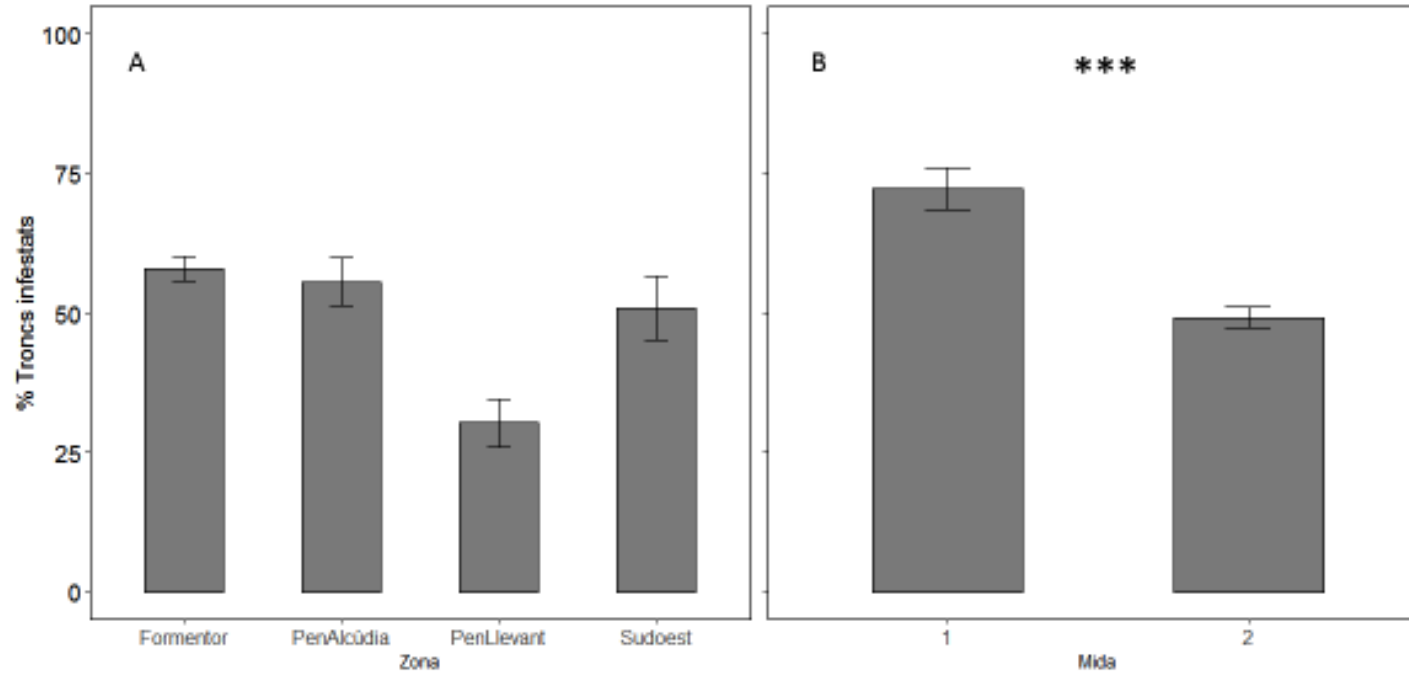 % Troncs infestats
100
75
50
25
0
A
Formentor PenAlcúdia PenLlevant Sudoest
Zona
B
***
1 2
Mida